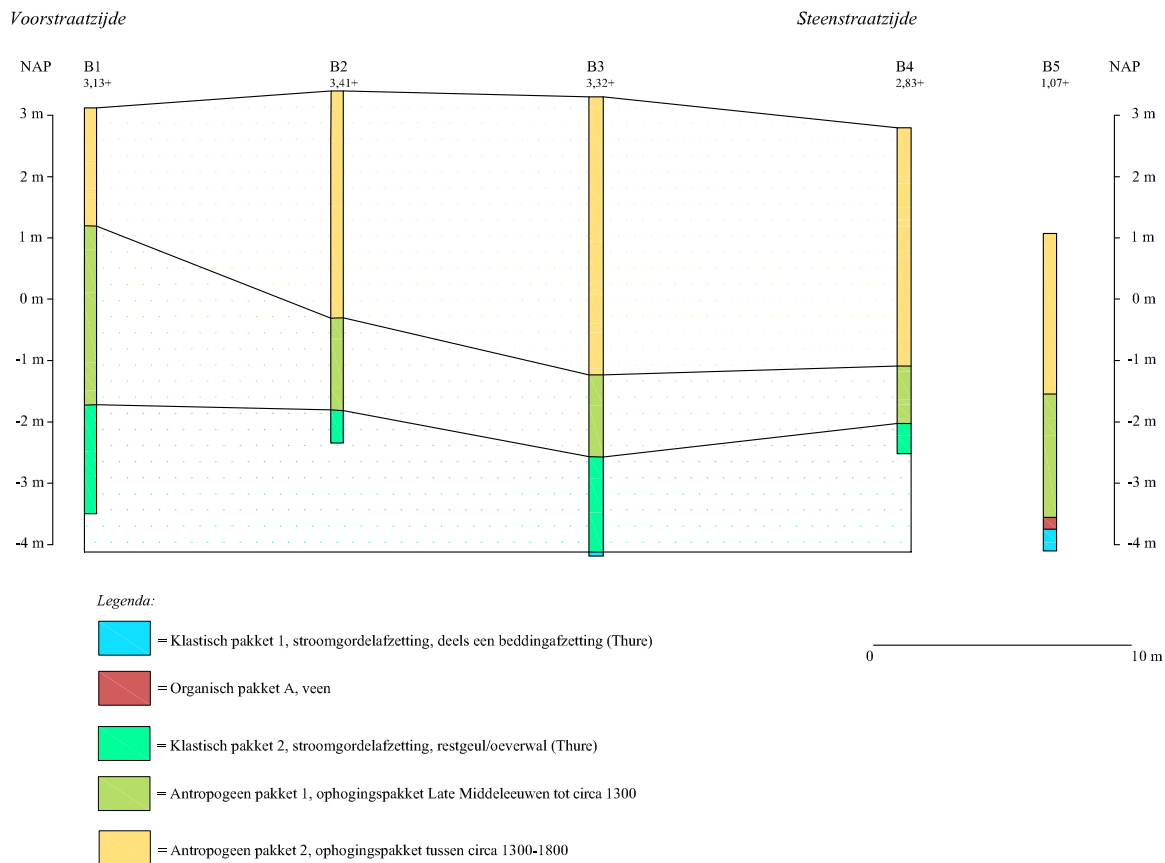 Voorstraatzijde Steenstraatzijde
NAP B1 B2 B3 B4 B5 NAP
3,13+ 3,41+ 3,32+ 2,83+ 1,07+
3 m 3 m
2 m 2 m
1 m 1 m
0 m 0 m
-1 m -1 m
-2 m -2 m
-3 m -3 m
-4 m -4 m
Legenda:
= Klastisch pakket 1, stroomgordelafzetting, deels een beddingafzetting (Thure)
0 10 m
= Organisch pakket A, veen
= Klastisch pakket 2, stroomgordelafzetting, restgeul/oeverwal (Thure)
= Antropogeen pakket 1, ophogingspakket Late Middeleeuwen tot circa 1300
= Antropogeen pakket 2, ophogingspakket tussen circa 1300-1800